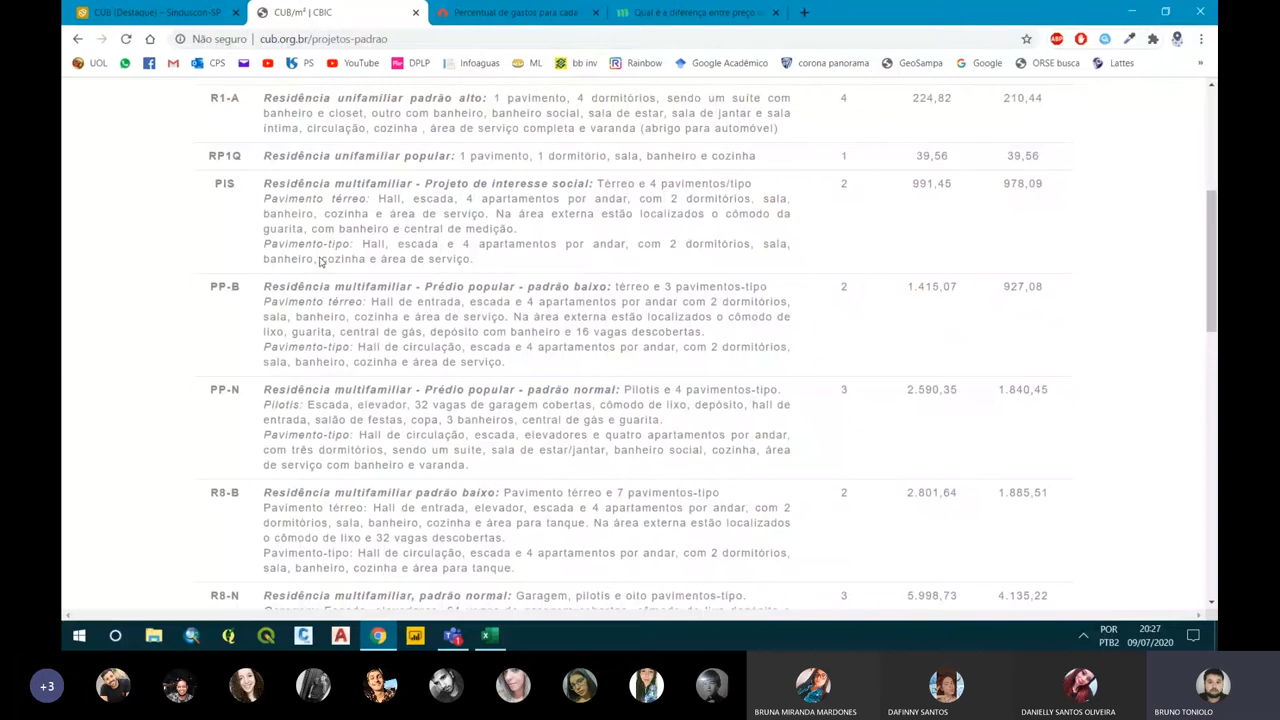 CUB (Destaque) – Sinduscon-SP
CUB/m² | CBIC
Percentual de gastos para cada
Qual é a diferença entre preço
Não seguro
cub.org.br/projetos-padrao
UOL
CPS
PS
YouTube
DPLP
Infoaguas
ML
bb inv
Rainbow
Google Acadêmico
corona panorama
GeoSampa
Google
ORSE busca
Lattes
»
R1-A Residência unifamiliar padrão alto: 1 pavimento, 4 dormitórios, sendo um suíte com 4 224,82 210,44
banheiro e closet, outro com banheiro, banheiro social, sala de estar, sala de jantar e sala
íntima, circulação, cozinha , área de serviço completa e varanda (abrigo para automóvel)
RP1Q Residência unifamiliar popular: 1 pavimento, 1 dormitório, sala, banheiro e cozinha 1 39,56 39,56
PIS Residência multifamiliar - Projeto de interesse social: Térreo e 4 pavimentos/tipo 2 991,45 978,09
Pavimento térreo: Hall, escada, 4 apartamentos por andar, com 2 dormitórios, sala,
banheiro, cozinha e área de serviço. Na área externa estão localizados o cômodo da
guarita, com banheiro e central de medição.
Pavimento-tipo: Hall, escada e 4 apartamentos por andar, com 2 dormitórios, sala,
banheiro, cozinha e área de serviço.
PP-B Residência multifamiliar - Prédio popular - padrão baixo: térreo e 3 pavimentos-tipo 2 1.415,07 927,08
Pavimento térreo: Hall de entrada, escada e 4 apartamentos por andar com 2 dormitórios,
sala, banheiro, cozinha e área de serviço. Na área externa estão localizados o cômodo de
lixo, guarita, central de gás, depósito com banheiro e 16 vagas descobertas.
Pavimento-tipo: Hall de circulação, escada e 4 apartamentos por andar, com 2 dormitórios,
sala, banheiro, cozinha e área de serviço.
PP-N Residência multifamiliar - Prédio popular - padrão normal: Pilotis e 4 pavimentos-tipo. 3 2.590,35 1.840,45
Pilotis: Escada, elevador, 32 vagas de garagem cobertas, cômodo de lixo, depósito, hall de
entrada, salão de festas, copa, 3 banheiros, central de gás e guarita.
Pavimento-tipo: Hall de circulação, escada, elevadores e quatro apartamentos por andar,
com três dormitórios, sendo um suíte, sala de estar/jantar, banheiro social, cozinha, área
de serviço com banheiro e varanda.
R8-B Residência multifamiliar padrão baixo: Pavimento térreo e 7 pavimentos-tipo 2 2.801,64 1.885,51
Pavimento térreo: Hall de entrada, elevador, escada e 4 apartamentos por andar, com 2
dormitórios, sala, banheiro, cozinha e área para tanque. Na área externa estão localizados
o cômodo de lixo e 32 vagas descobertas.
Pavimento-tipo: Hall de circulação, escada e 4 apartamentos por andar, com 2 dormitórios,
sala, banheiro, cozinha e área para tanque.
R8-N Residência multifamiliar, padrão normal: Garagem, pilotis e oito pavimentos-tipo. 3 5.998,73 4.135,22
POR
PTB2
20:27
09/07/2020
+3
BRUNA MIRANDA MARDONES
DAFINNY SANTOS
DANIELLY SANTOS OLIVEIRA
BRUNO TONIOLO